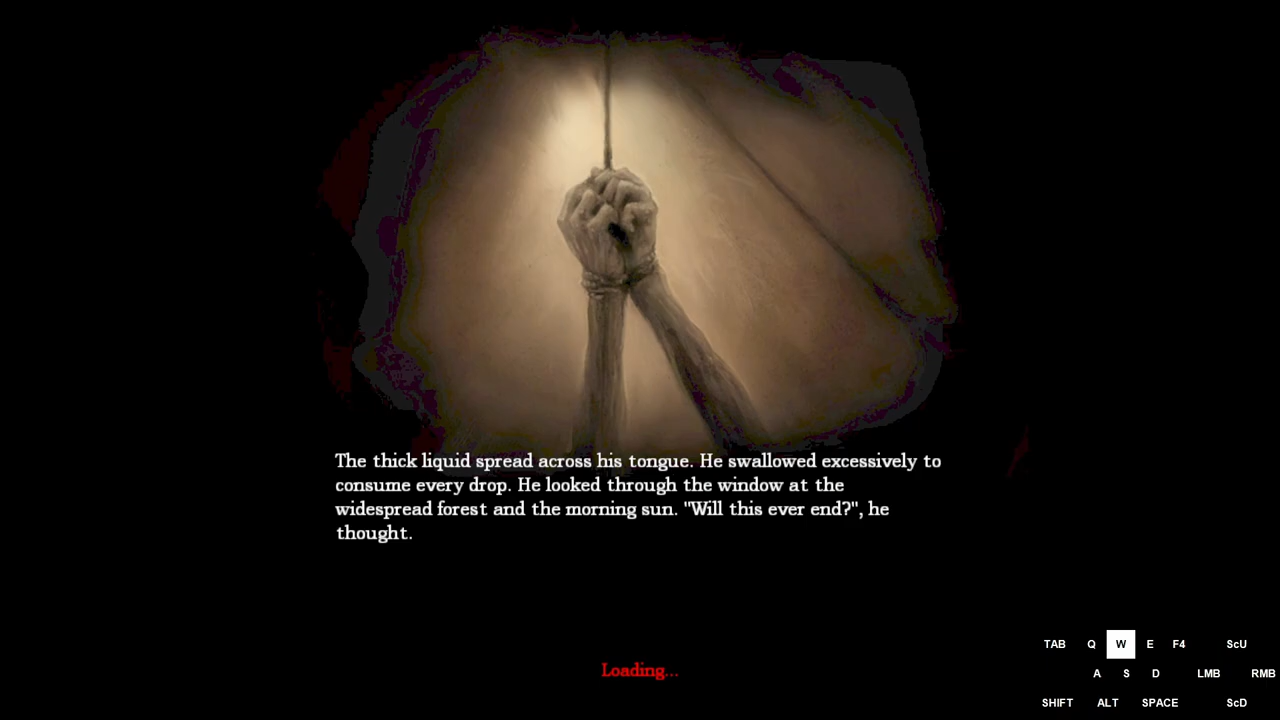 The thick liquid spread across his tongue. He swallowed excessively to
consume every drop. He looked through the window at the
widespread forest and the morning sun. "Will this ever end?", he
thought.
TAB Q W E F4 ScU
Loading...
A S D LMB RMB
SHIFT ALT SPACE ScD